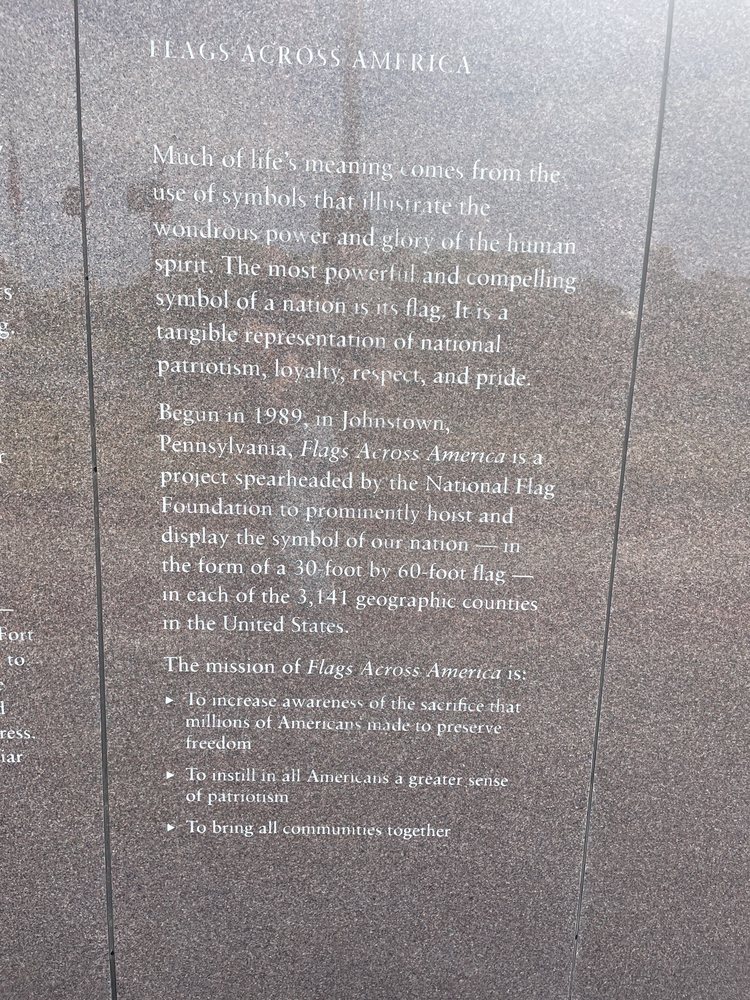 FLAGS ACROSS AMERICA
Much of life's meaning comes from the
use of symbols that illustrate the
wondrous power and glory of the human
spirit. The most powerful and compelling
symbol of a nation is its flag. It is a
tangible representation of national
patriotism, loyalty, respect, and pride.
Begun in 1989, in Johnstown,
Pennsylvania, Flags Across America is a
project spearheaded by the National Flag
Foundation to prominently hoist and
display the symbol of our nation — in
the form of a 30-foot by 60-foot flag —
in each of the 3,141 geographic counties
in the United States.
The mission of Flags Across America is:
▸ To increase awareness of the sacrifice that
millions of Americans made to preserve
freedom
▸ To instill in all Americans a greater sense
of patriotism
▸ To bring all communities together
Fort
to